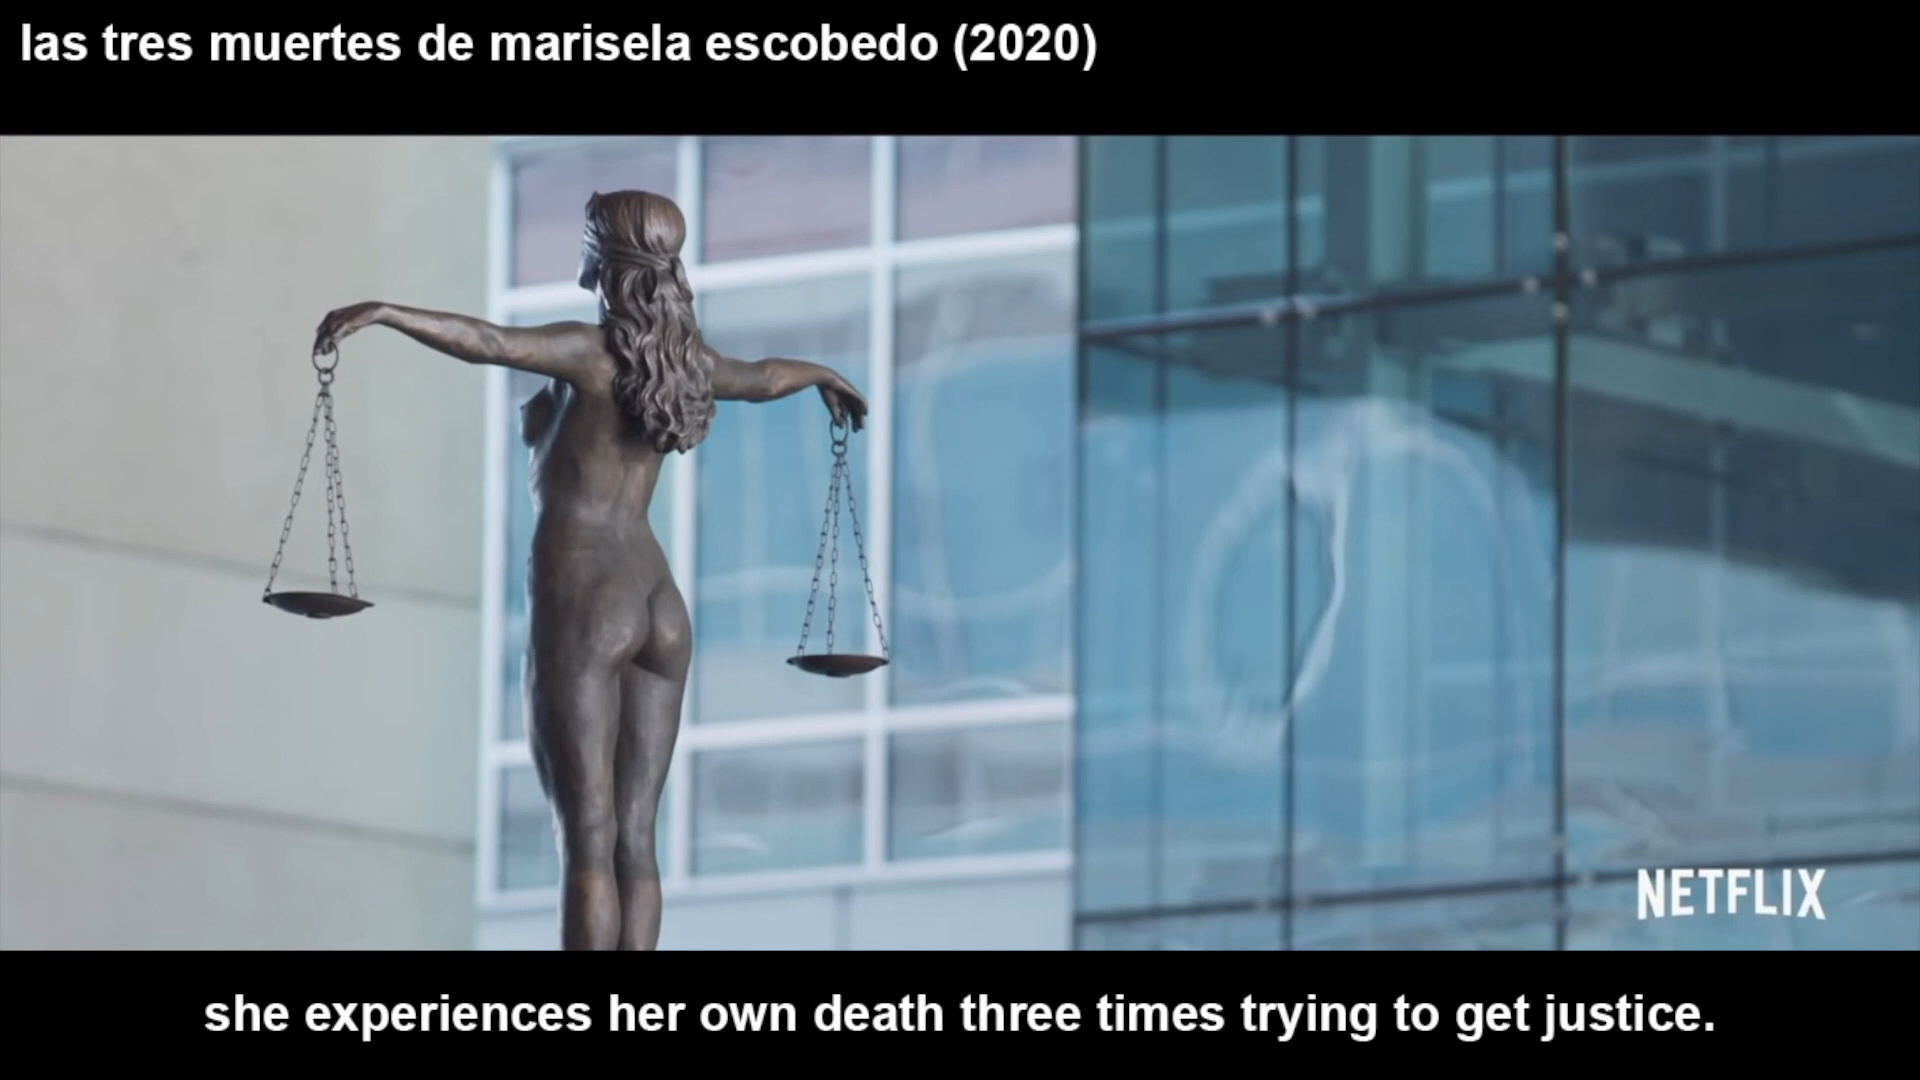 las tres muertes de marisela escobedo (2020)
NETFLIX
she experiences her own death three times trying to get justice.